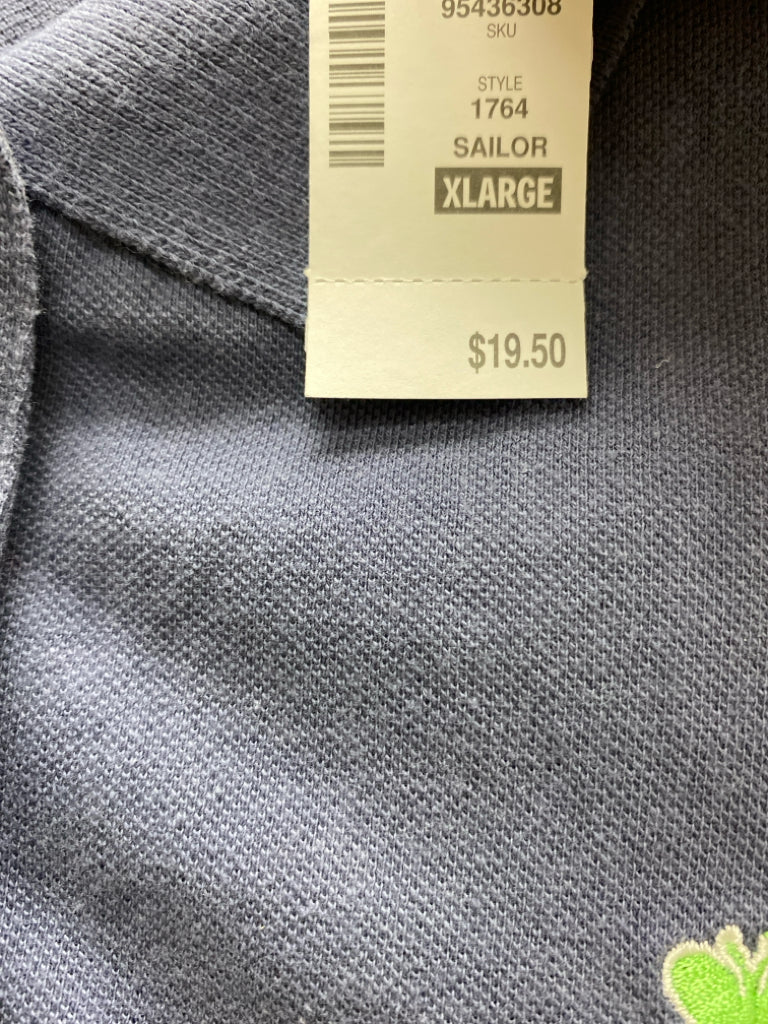 95436308
SKU
STYLE
1764
SAILOR
XLARGE
$19.50